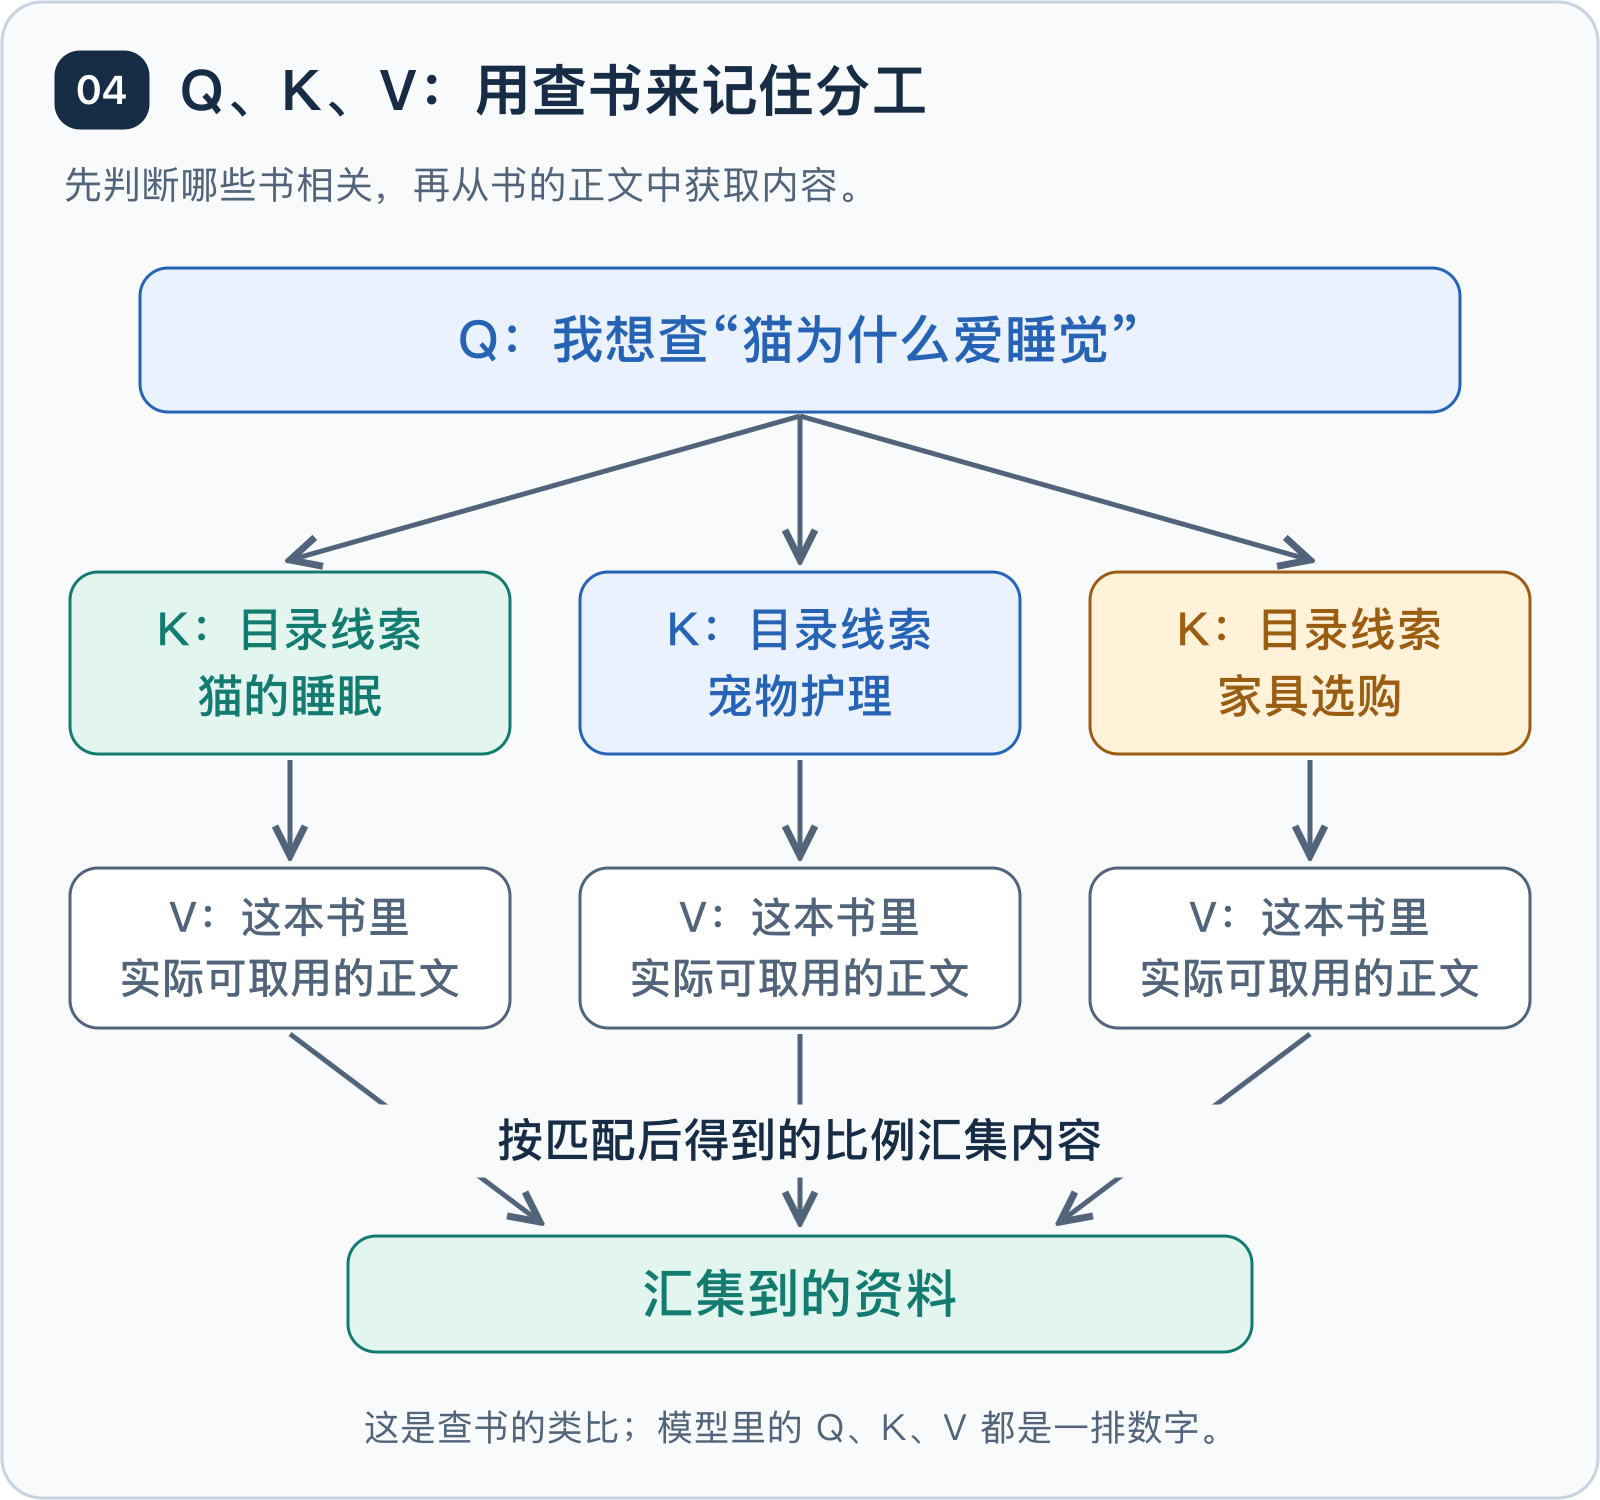 04 Q、K、V：用查书来记住分工
先判断哪些书相关，再从书的正文中获取内容。
Q：我想查“猫为什么爱睡觉”
K：目录线索
猫的睡眠
K：目录线索
宠物护理
K：目录线索
家具选购
V：这本书里
实际可取用的正文
V：这本书里
实际可取用的正文
V：这本书里
实际可取用的正文
按匹配后得到的比例汇集内容
汇集到的资料
这是查书的类比；模型里的 Q、K、V 都是一排数字。